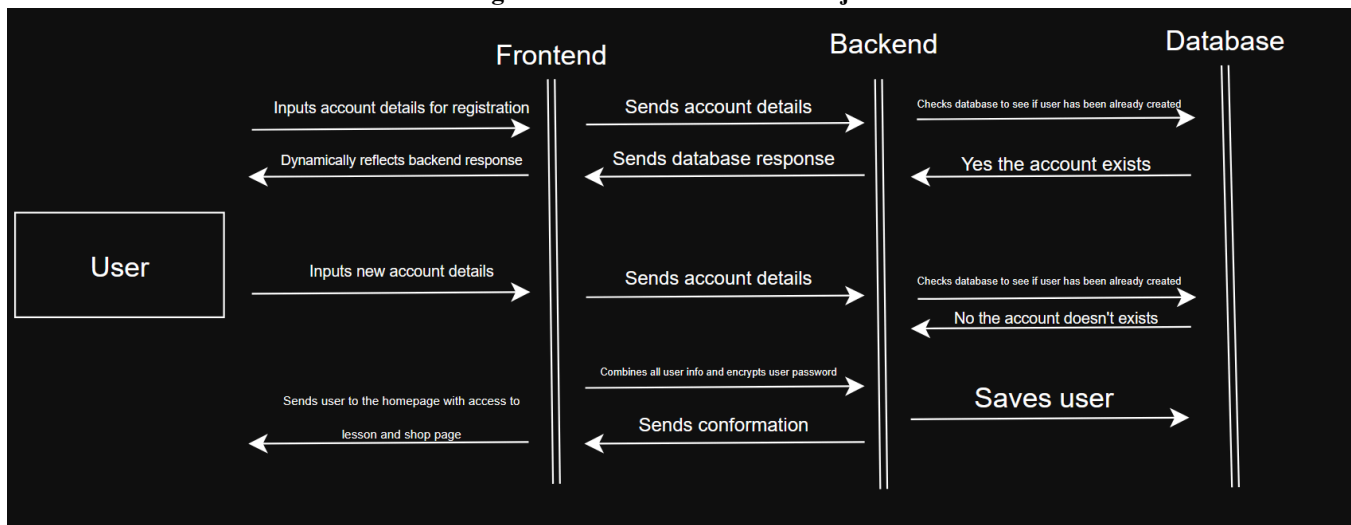 Frontend
Backend
Database
Inputs account details for registration
Sends account details
Checks database to see if user has been already created
Dynamically reflects backend response
Sends database response
Yes the account exists
User
Inputs new account details
Sends account details
Checks database to see if user has been already created
No the account doesn't exists
Combines all user info and encrypts user password
Saves user
Sends user to the homepage with access to
lesson and shop page
Sends conformation